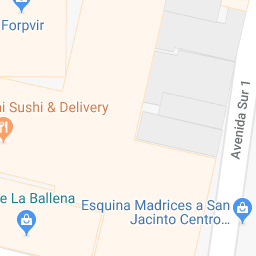 Forpvir
i Sushi & Delivery
Avenida Sur 1
e La Ballena
Esquina Madrices a San
Jacinto Centro...